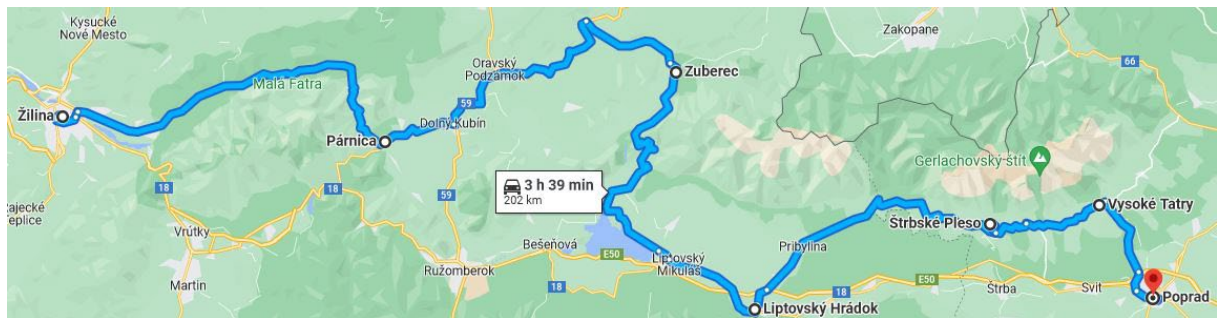 Kysucké
Nové Mesto
Zakopane
66
Oravský
Podzámok
Zuberec
Malá Fatra
Žilina
59
Dolný Kubín
Párnica
Gerlachovský štít
3 h 39 min
202 km
18
18
59
Rajecké
Teplice
Vrútky
Štrbské Pleso
Vysoké Tatry
Bešeňová
E50
Pribylina
Liptovský
Mikuláš
Ružomberok
E50
Martin
18
18
Štrba
Svit
Poprad
Liptovský Hrádok